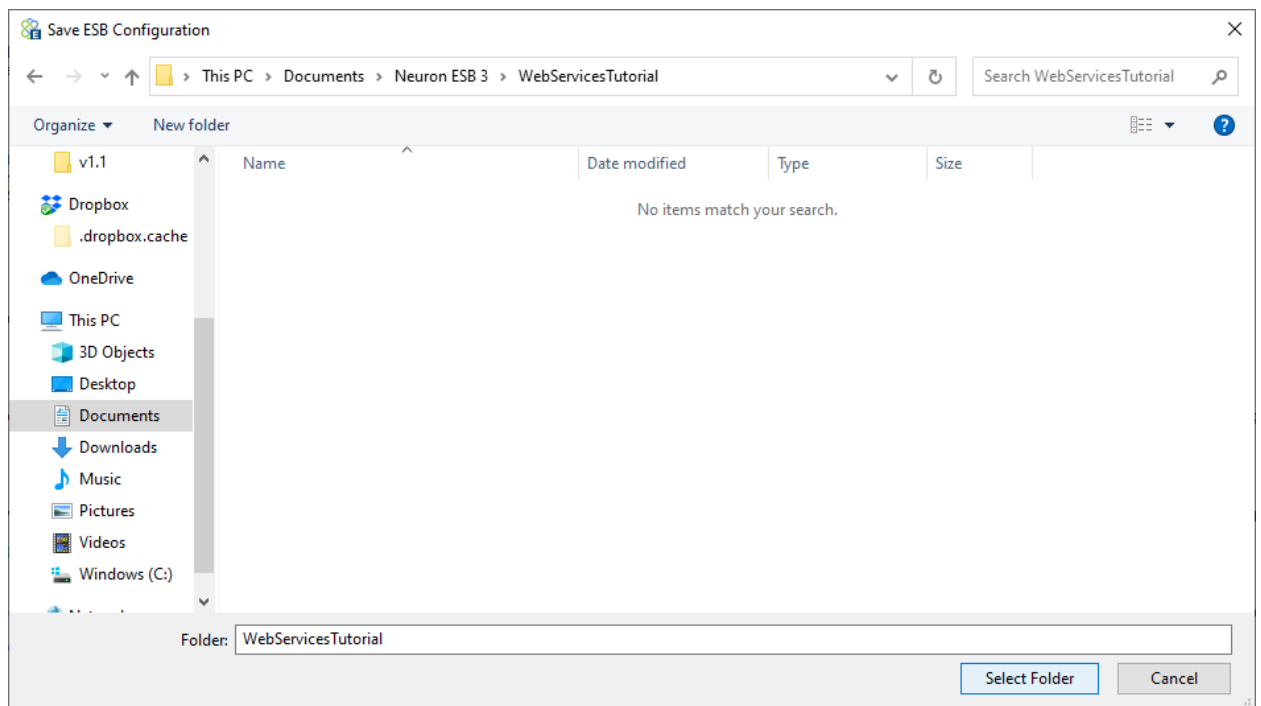 Save ESB Configuration
This PC > Documents > Neuron ESB 3 > WebServicesTutorial
Search WebServicesTutorial
Organize
New folder
Name
Date modified
Type
Size
No items match your search.
v1.1
Dropbox
.dropbox.cache
OneDrive
This PC
3D Objects
Desktop
Documents
Downloads
Music
Pictures
Videos
Windows (C:)
Folder:
WebServicesTutorial
Select Folder
Cancel